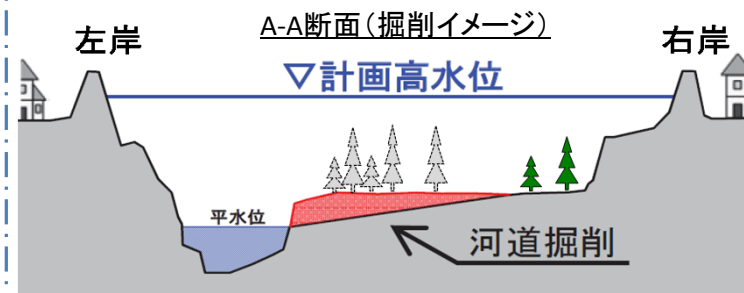 A-A断面（掘削イメージ）
左岸
右岸
▽計画高水位
平水位
河道掘削